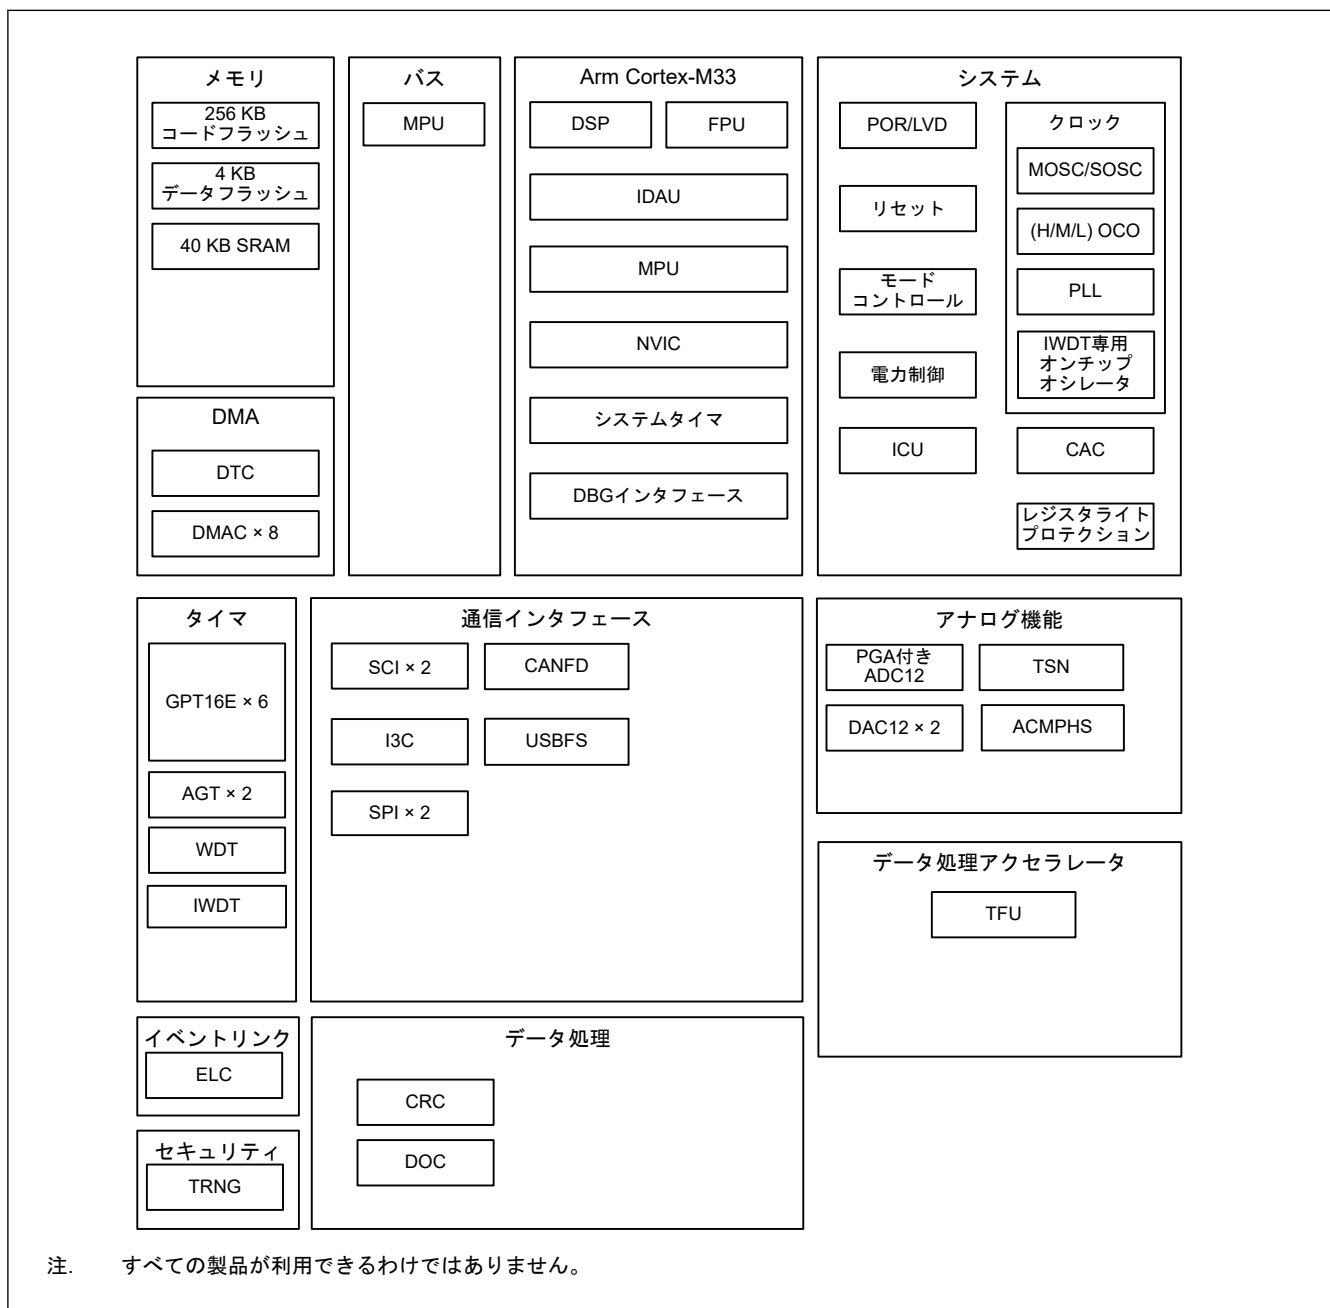 メモリ
256 KB
コードフラッシュ
4 KB
データフラッシュ
40 KB SRAM
DMA
DTC
DMAC × 8
バス
MPU
Arm Cortex-M33
DSP
FPU
IDAU
MPU
NVIC
システムタイマ
DBGインタフェース
システム
POR/LVD
リセット
モード
コントロール
電力制御
ICU
クロック
MOSC/SOSC
(H/M/L) OCO
PLL
IWDT専用
オンチップ
オシレータ
CAC
レジスタライト
プロテクション
タイマ
GPT16E × 6
AGT × 2
WDT
IWDT
通信インタフェース
SCI × 2
CANFD
I3C
USBFS
SPI × 2
アナログ機能
PGA付き
ADC12
TSN
DAC12 × 2
ACMPHS
データ処理アクセラレータ
TFU
イベントリンク
ELC
セキュリティ
TRNG
データ処理
CRC
DOC
注. すべての製品が利用できるわけではありません。